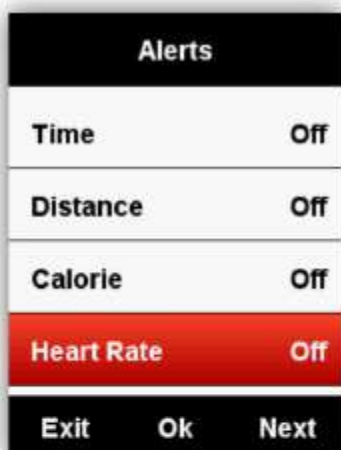 Alerts
Time Off
Distance Off
Calorie Off
Heart Rate Off
Exit Ok Next